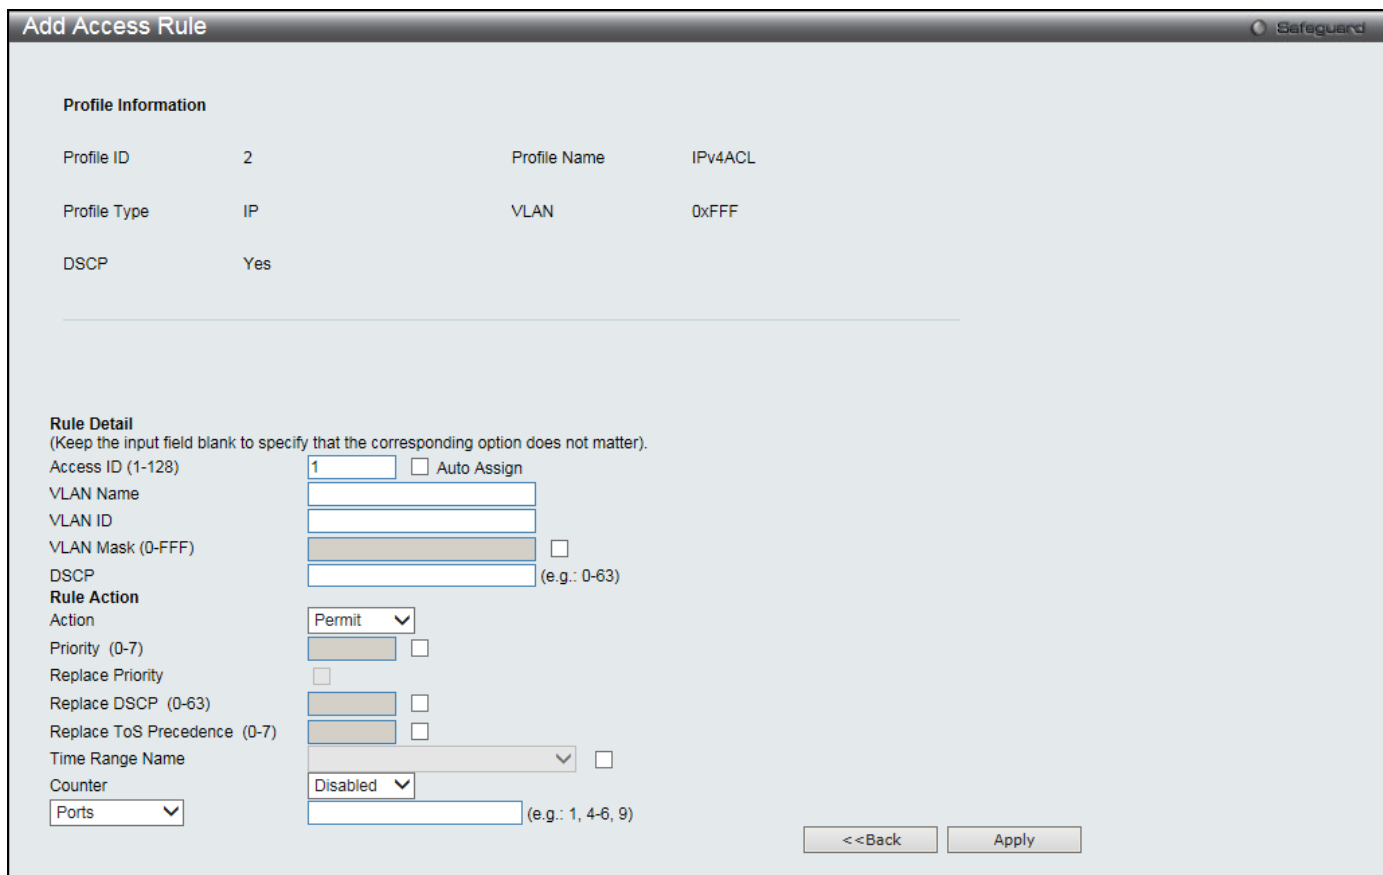 Add Access Rule
Safeguard
Profile Information
Profile ID 2 Profile Name IPv4ACL
Profile Type IP VLAN 0xFFF
DSCP Yes
Rule Detail
(Keep the input field blank to specify that the corresponding option does not matter).
Access ID (1-128) 1 Auto Assign
VLAN Name
VLAN ID
VLAN Mask (0-FFF)
DSCP (e.g.: 0-63)
Rule Action
Action Permit
Priority (0-7)
Replace Priority
Replace DSCP (0-63)
Replace ToS Precedence (0-7)
Time Range Name
Counter Disabled
Ports (e.g.: 1, 4-6, 9)
<<Back Apply